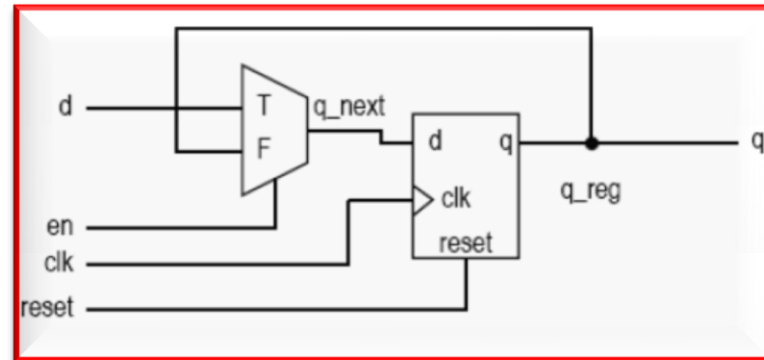 d
T
q_next
F
d
q
q
clk
q_reg
en
reset
clk
reset